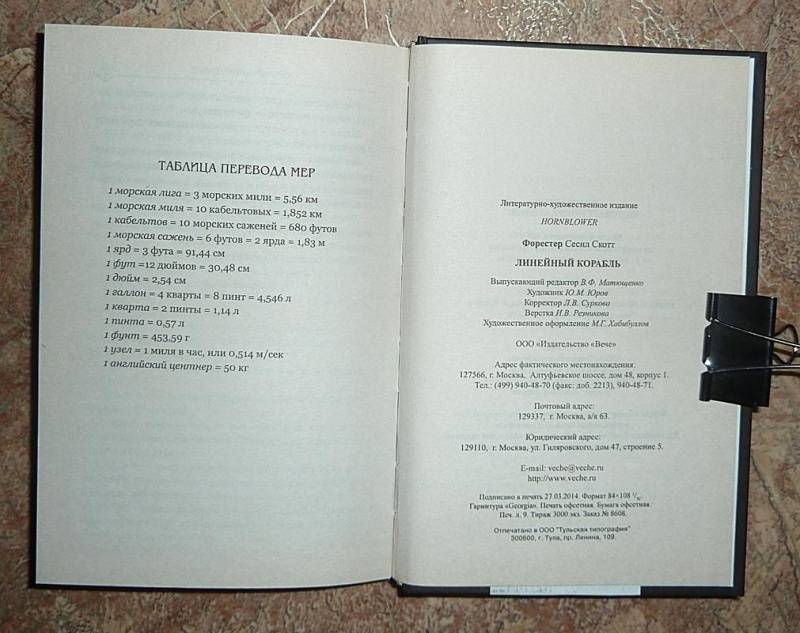 ТАБЛИЦА ПЕРЕВОДА МЕР
1 морская лига = 3 морских мили = 5,56 км
1 морская миля = 10 кабельтовых = 1,852 км
1 кабельтов = 10 морских саженей = 680 футов
1 морская сажень = 6 футов = 2 ярда = 1,83 м
1 ярд = 3 фута = 91,44 см
1 фут =12 дюймов = 30,48 см
1 дюйм = 2,54 см
1 галлон = 4 кварты = 8 пинт = 4,546 л
1 кварта = 2 пинты = 1,14 л
1 пинта = 0,57 л
1 фунт = 453,59 г
1 узел = 1 миля в час, или 0,514 м/сек
1 английский центнер = 50 кг
Литературно-художественное издание
HORNBLOWER
Форестер Сесил Скотт
ЛИНЕЙНЫЙ КОРАБЛЬ
Выпускающий редактор В.Ф. Матющенко
Художник Ю.М. Юров
Корректор Л.В. Суркова
Верстка И.В. Резникова
Художественное оформление М.Г. Хабибуллов
ООО «Издательство «Вече»
Адрес фактического местонахождения:
127566, г. Москва, Алтуфьевское шоссе, дом 48, корпус 1.
Тел.: (499) 940-48-70 (факс: доб. 2213), 940-48-71.
Почтовый адрес:
129337, г. Москва, а/я 63.
Юридический адрес:
129110, г. Москва, ул. Гиляровского, дом 47, строение 5.
E-mail: veche@veche.ru
http://www.veche.ru
Подписано в печать 27.03.2014. Формат 84×108 1/32.
Гарнитура «Georgia». Печать офсетная. Бумага офсетная.
Печ. л. 9. Тираж 3000 экз. Заказ № 8608.
Отпечатано в ООО "Тульская типография"
300600, г. Тула, пр. Ленина, 109.